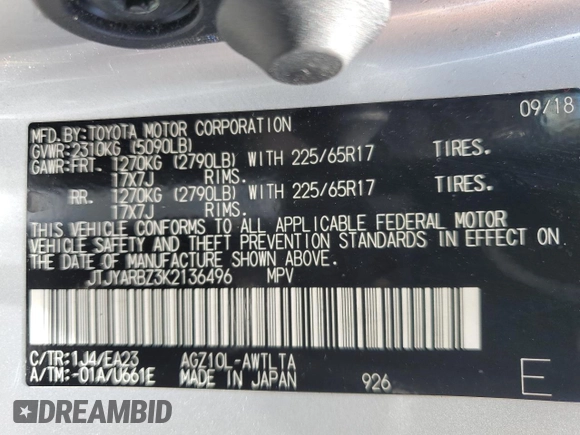 09/18
MFD.BY:TOYOTA MOTOR CORPORATION
GVWR:2310KG (5090LB)
GAWR:FRT. 1270KG (2790LB) WITH 225/65R17 TIRES.
17X7J RIMS.
RR. 1270KG (2790LB) WITH 225/65R17 TIRES.
17X7J RIMS.
THIS VEHICLE CONFORMS TO ALL APPLICABLE FEDERAL MOTOR
VEHICLE SAFETY AND THEFT PREVENTION STANDARDS IN EFFECT ON
THE DATE OF MANUFACTURE SHOWN ABOVE.
JTJYARBZ3K2136496 MPV
C/TR:1J4/EA23 AGZ10L-AWTLTA
A/TM:-01A/U661E MADE IN JAPAN 926 E
DREAMBID